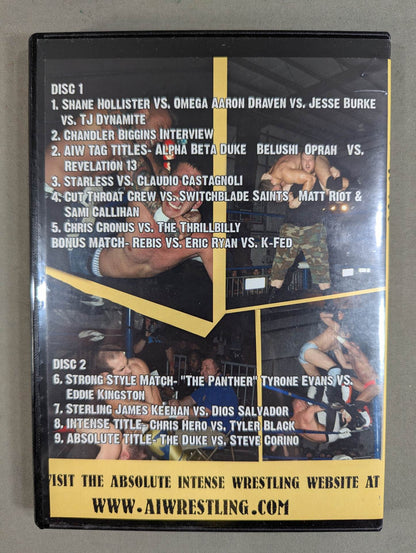 DISC 1
1. SHANE HOLLISTER VS. OMEGA AARON DRAVEN VS. JESSE BURKE
VS. TJ DYNAMITE
2. CHANDLER BIGGINS INTERVIEW
2. AIW TAG TITLES- ALPHA BETA DUKE BELUSHI OPRAH VS.
REVELATION 13
3. STARLESS VS. CLAUDIO CASTAGNOLI
4. CUT THROAT CREW VS. SWITCHBLADE SAINTS MATT RIOT &
SAMI CALLIHAN
5. CHRIS CRONUS VS. THE THRILLBILLY
BONUS MATCH- REBIS VS. ERIC RYAN VS. K-FED
DISC 2
6. STRONG STYLE MATCH- "THE PANTHER" TYRONE EVANS VS.
EDDIE KINGSTON
7. STERLING JAMES KEENAN VS. DIOS SALVADOR
8. INTENSE TITLE- CHRIS HERO VS. TYLER BLACK
9. ABSOLUTE TITLE- THE DUKE VS. STEVE CORINO
VISIT THE ABSOLUTE INTENSE WRESTLING WEBSITE AT
WWW.AIWRESTLING.COM